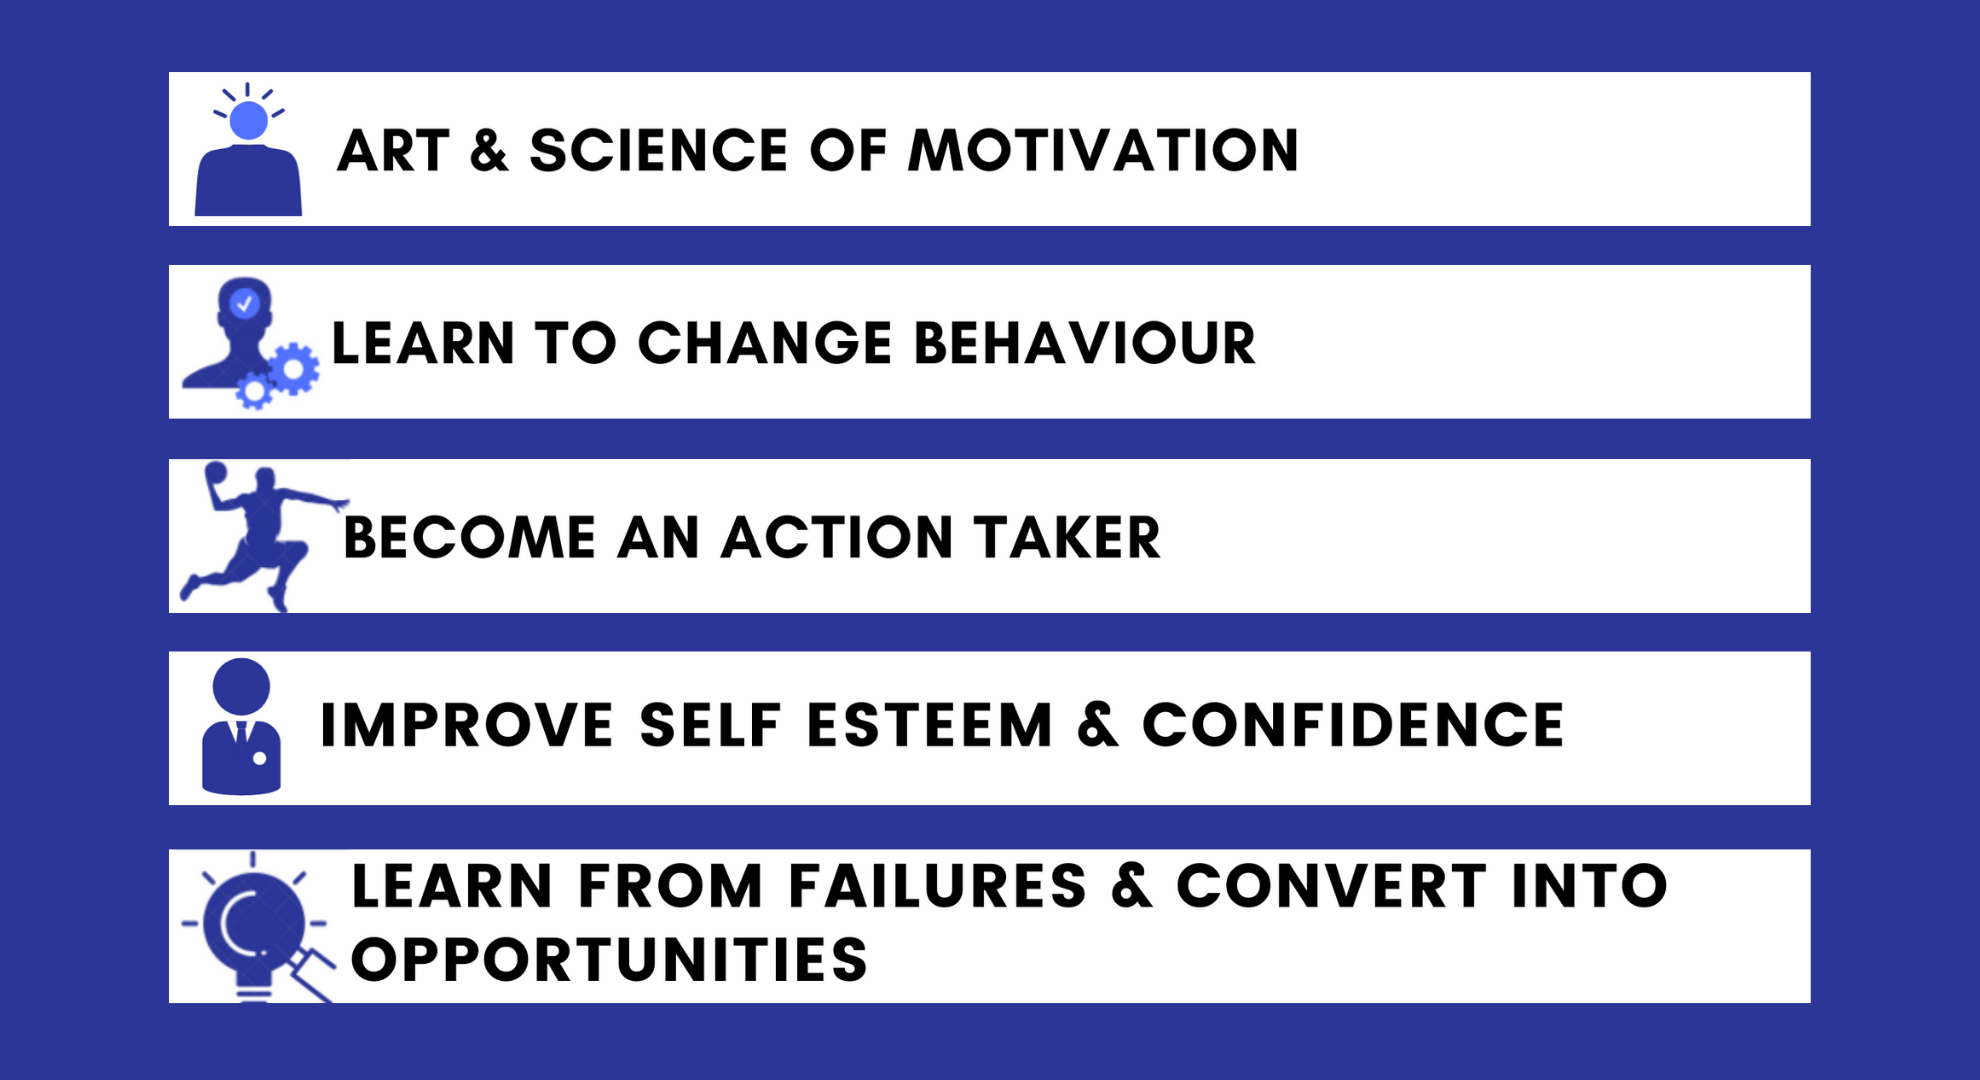 ART & SCIENCE OF MOTIVATION
LEARN TO CHANGE BEHAVIOUR
BECOME AN ACTION TAKER
IMPROVE SELF ESTEEM & CONFIDENCE
LEARN FROM FAILURES & CONVERT INTO
OPPORTUNITIES